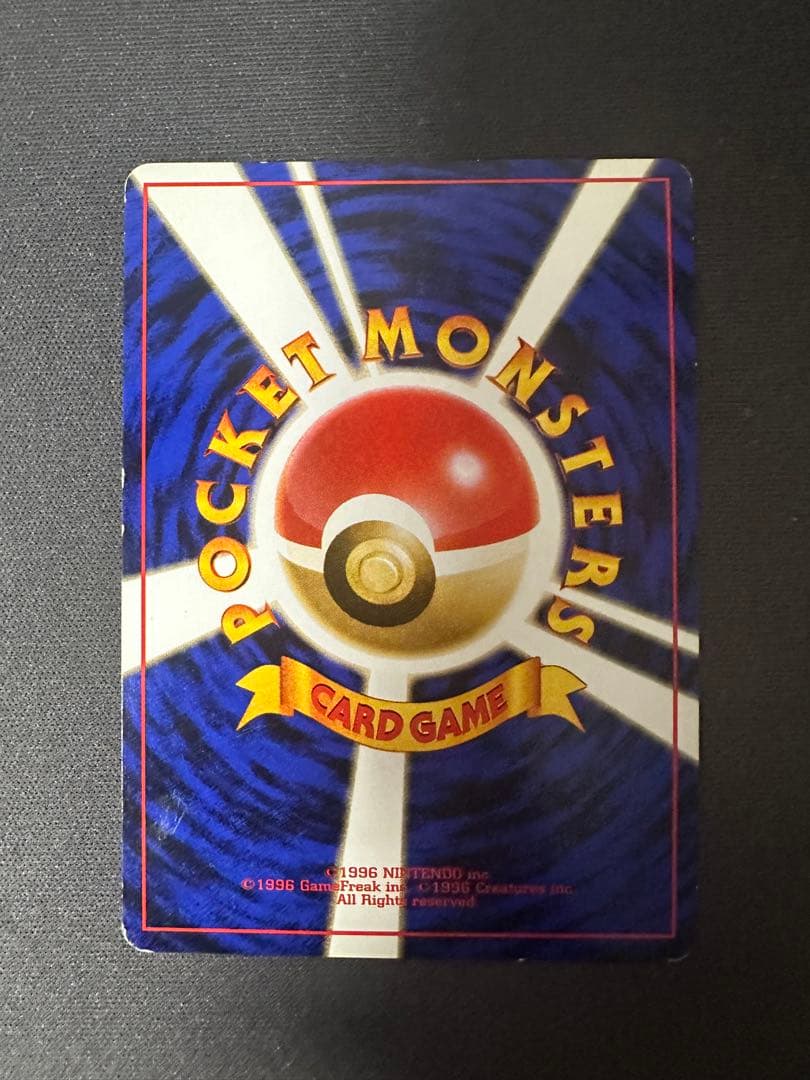 POCKET MONSTERS
CARD GAME
©1996 NINTENDO inc.
©1996 GameFreak inc. ©1996 Creatures inc.
All Rights reserved